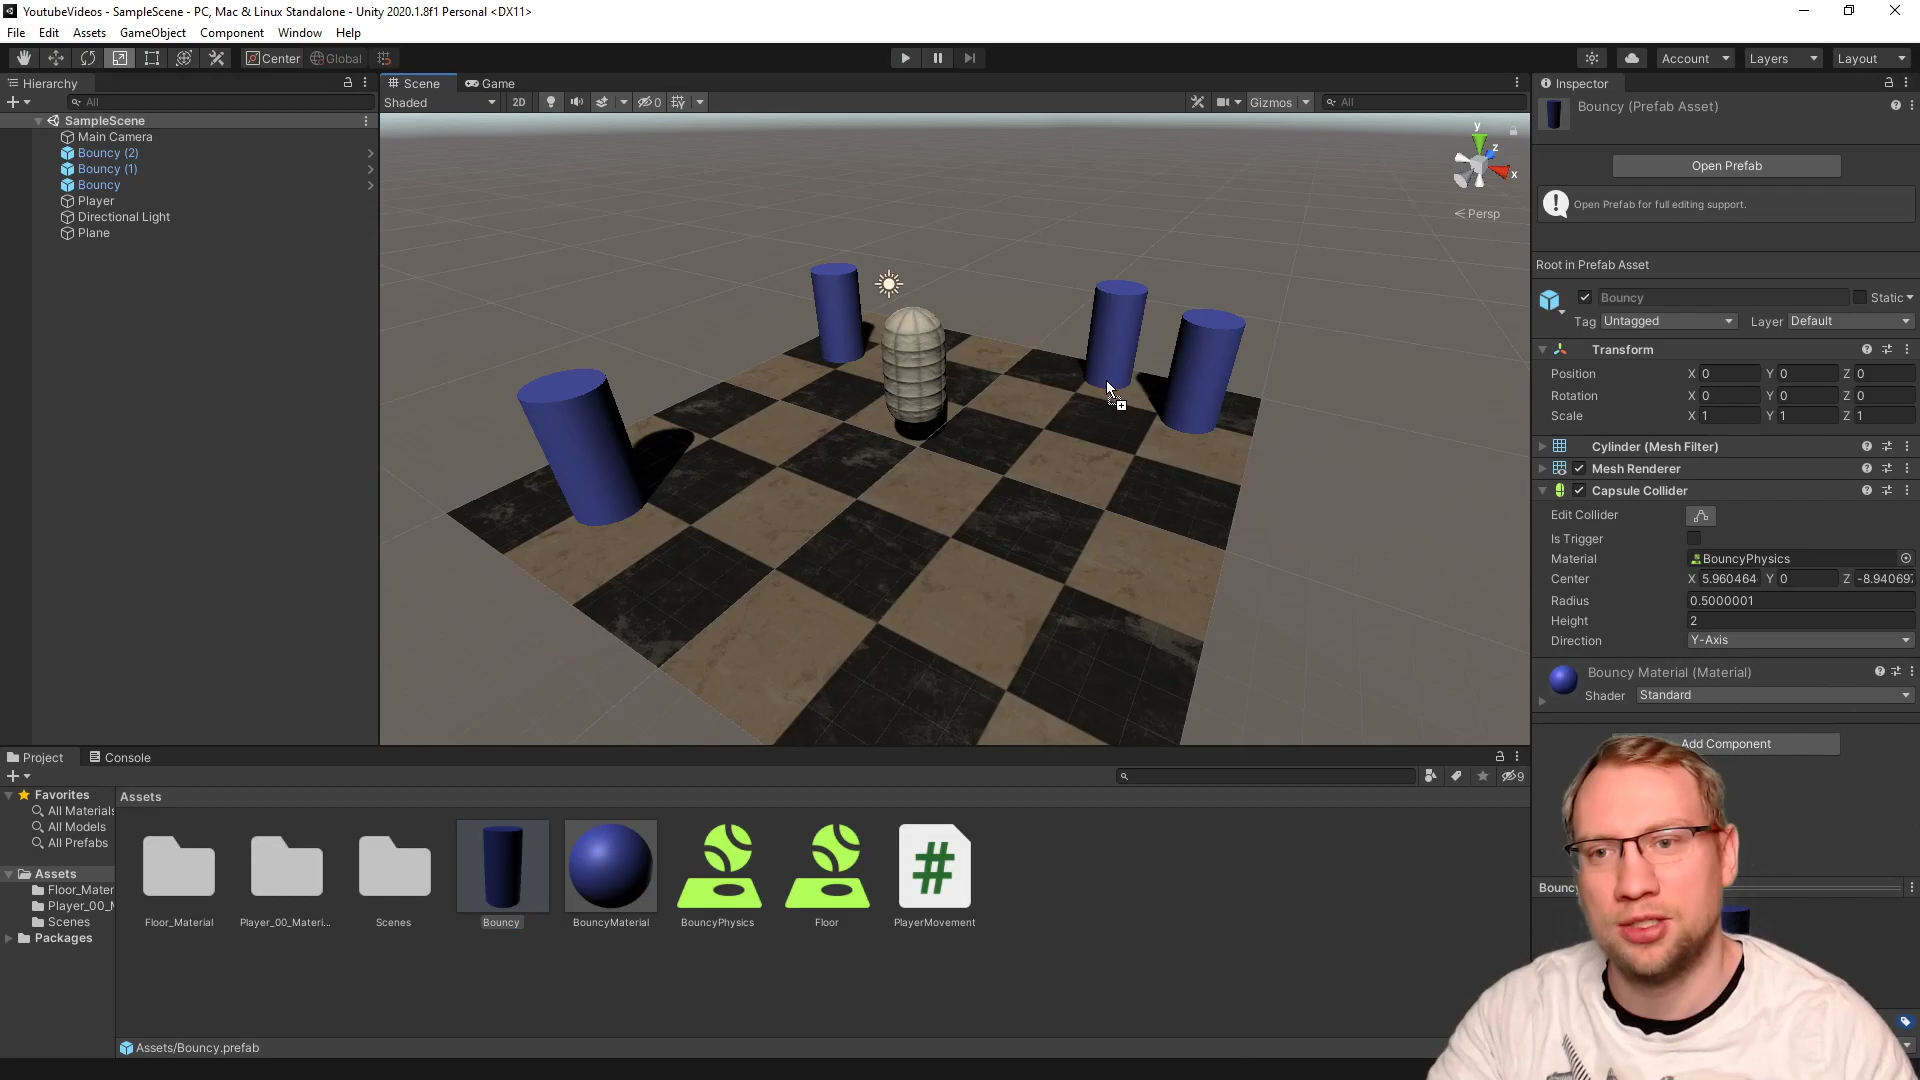 YoutubeVideos - SampleScene - PC, Mac & Linux Standalone - Unity 2020.1.8f1 Personal <DX11>
File Edit Assets GameObject Component Window Help
Center Global Account Layers Layout
Hierarchy
All
SampleScene
Main Camera
Bouncy (2)
Bouncy (1)
Bouncy
Player
Directional Light
Plane
Scene Game
Shaded 2D 0 Gizmos All
y
z
x
Persp
Inspector
Bouncy (Prefab Asset)
Open Prefab
Open Prefab for full editing support.
Root in Prefab Asset
Bouncy Static
Tag Untagged Layer Default
Transform
Position X 0 Y 0 Z 0
Rotation X 0 Y 0 Z 0
Scale X 1 Y 1 Z 1
Cylinder (Mesh Filter)
Mesh Renderer
Capsule Collider
Edit Collider
Is Trigger
Material BouncyPhysics
Center X 5.960464 Y 0 Z -8.94069
Radius 0.5000001
Height 2
Direction Y-Axis
Bouncy Material (Material)
Shader Standard
Add Component
Bouncy
Project Console
9
Favorites
All Materials
All Models
All Prefabs
Assets
Floor_Mater
Player_00_M
Scenes
Packages
Assets
Floor_Material Player_00_Materi... Scenes Bouncy BouncyMaterial BouncyPhysics Floor PlayerMovement
Assets/Bouncy.prefab